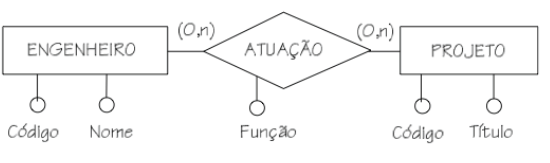 (0,n) (0,n)
ENGENHEIRO ATUAÇÃO PROJETO
Código Nome Função Código Título